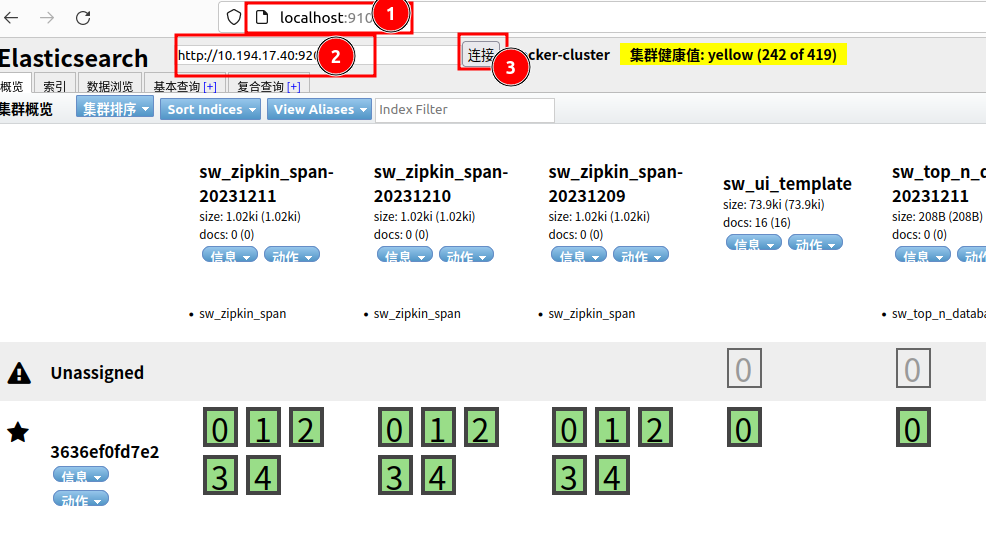 localhost:910
1
Elasticsearch
http://10.194.17.40:920
2
连接
3
cker-cluster
集群健康值: yellow (242 of 419)
概览
索引
数据浏览
基本查询 [+]
复合查询 [+]
集群概览
集群排序
Sort Indices
View Aliases
Index Filter
sw_zipkin_span-
20231211
size: 1.02ki (1.02ki)
docs: 0 (0)
信息
动作
sw_zipkin_span
sw_zipkin_span-
20231210
size: 1.02ki (1.02ki)
docs: 0 (0)
信息
动作
sw_zipkin_span
sw_zipkin_span-
20231209
size: 1.02ki (1.02ki)
docs: 0 (0)
信息
动作
sw_zipkin_span
sw_ui_template
size: 73.9ki (73.9ki)
docs: 16 (16)
信息
动作
sw_top_n_d
20231211
size: 208B (208B)
docs: 0 (0)
信息
动
sw_top_n_databa
Unassigned
0
0
3636ef0fd7e2
信息
动作
0 1 2
3 4
0 1 2
3 4
0 1 2
3 4
0
0